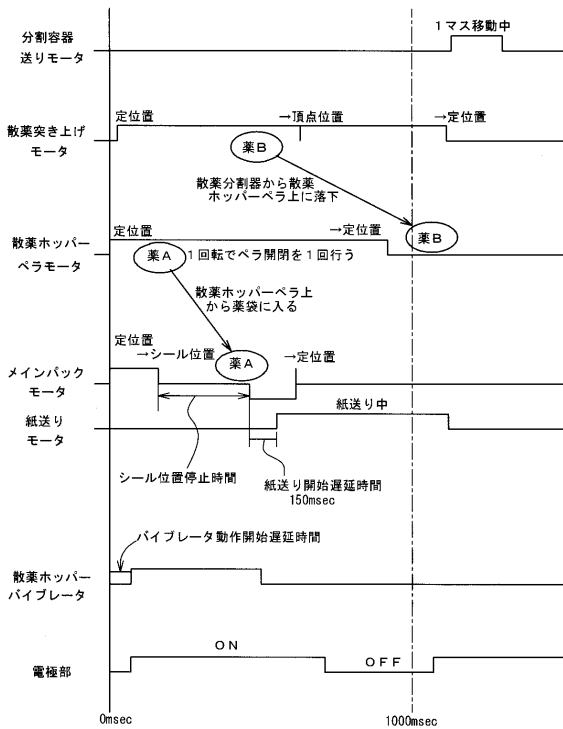 1マス移動中
分割容器
送りモータ
定位置
→頂点位置
→定位置
散薬突き上げ
モータ
薬B
散薬分割器から散薬
ホッパーペラ上に落下
定位置
→定位置
薬B
散薬ホッパー
ペラモータ
薬A
1回転でペラ開閉を1回行う
散薬ホッパーペラ上
から薬袋に入る
定位置
→シール位置
薬A
→定位置
メインパック
モータ
紙送り中
紙送り
モータ
シール位置停止時間
紙送り開始遅延時間
150msec
バイブレータ動作開始遅延時間
散薬ホッパー
バイブレータ
ON
OFF
電極部
0msec
1000msec